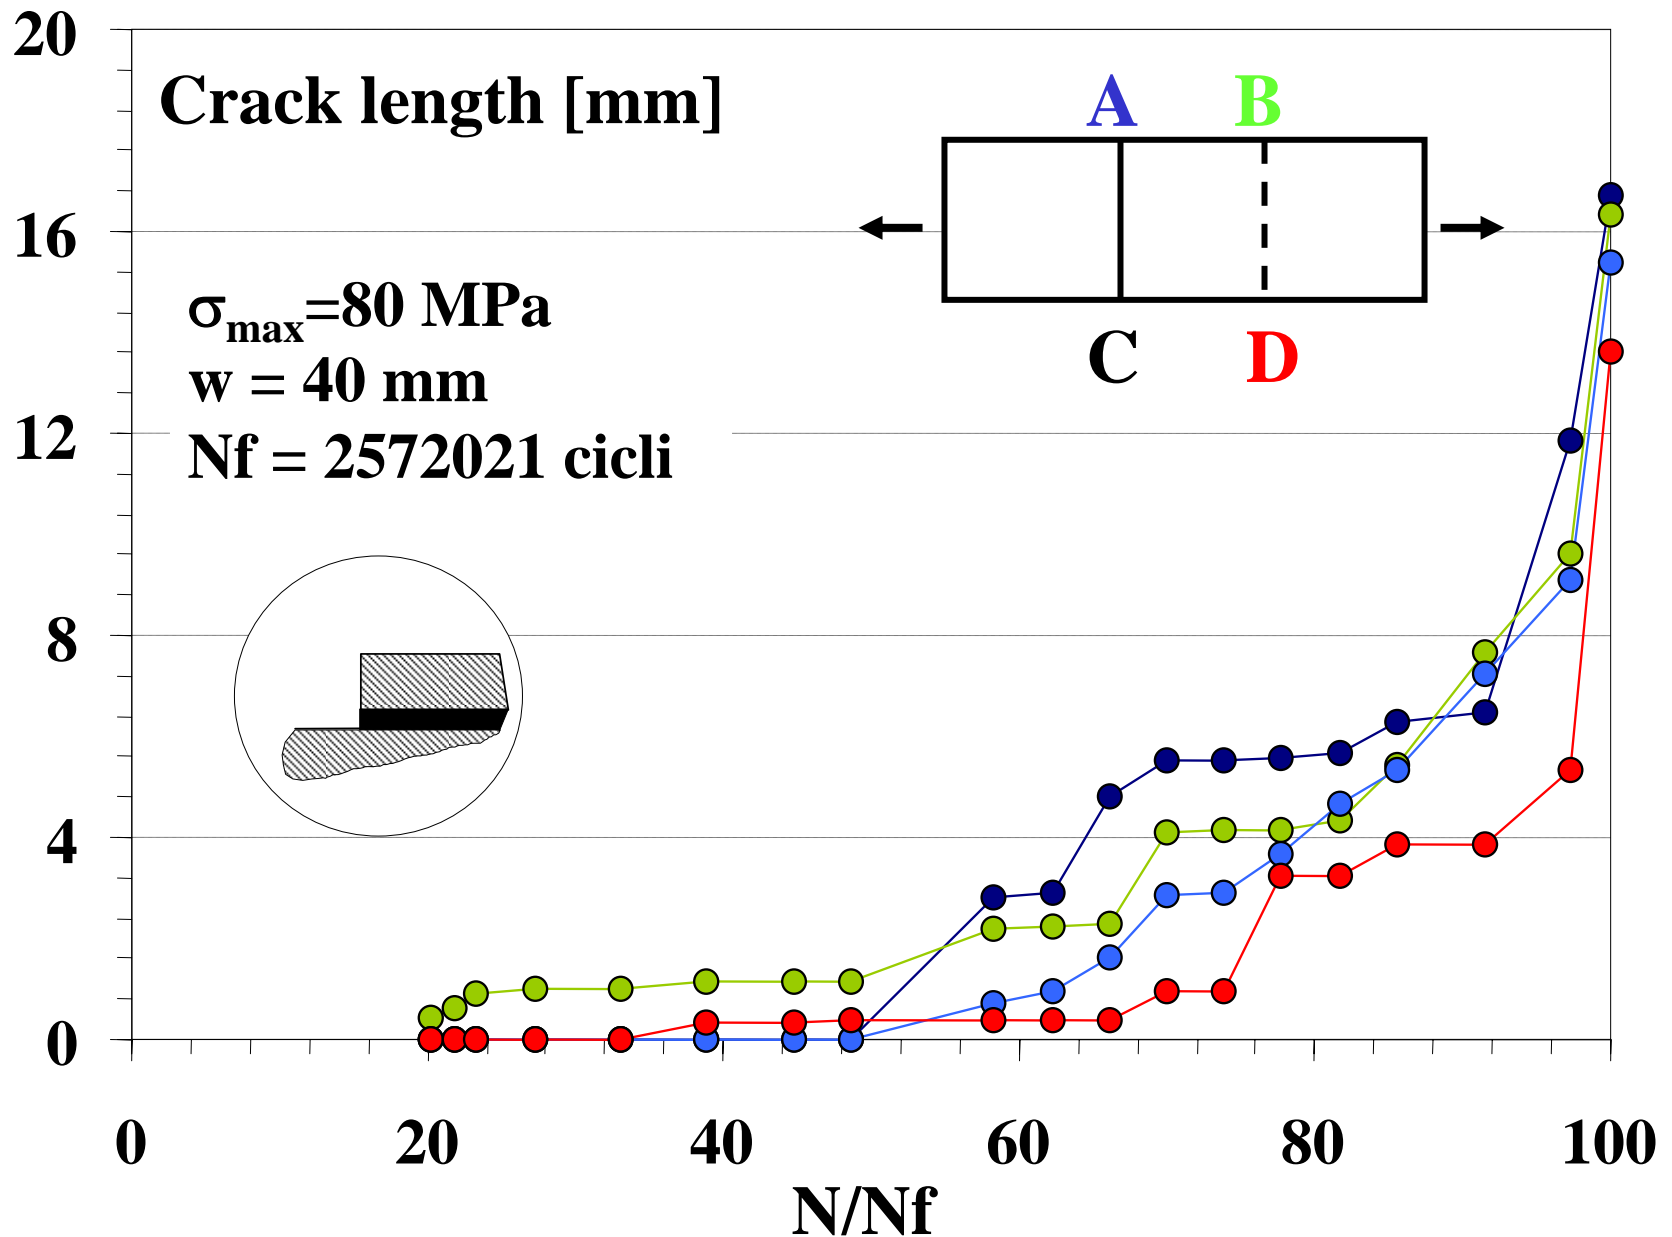 Crack length [mm]
A B
C D
σmax=80 MPa
w = 40 mm
Nf = 2572021 cicli
20
16
12
8
4
0
0 20 40 60 80 100
N/Nf